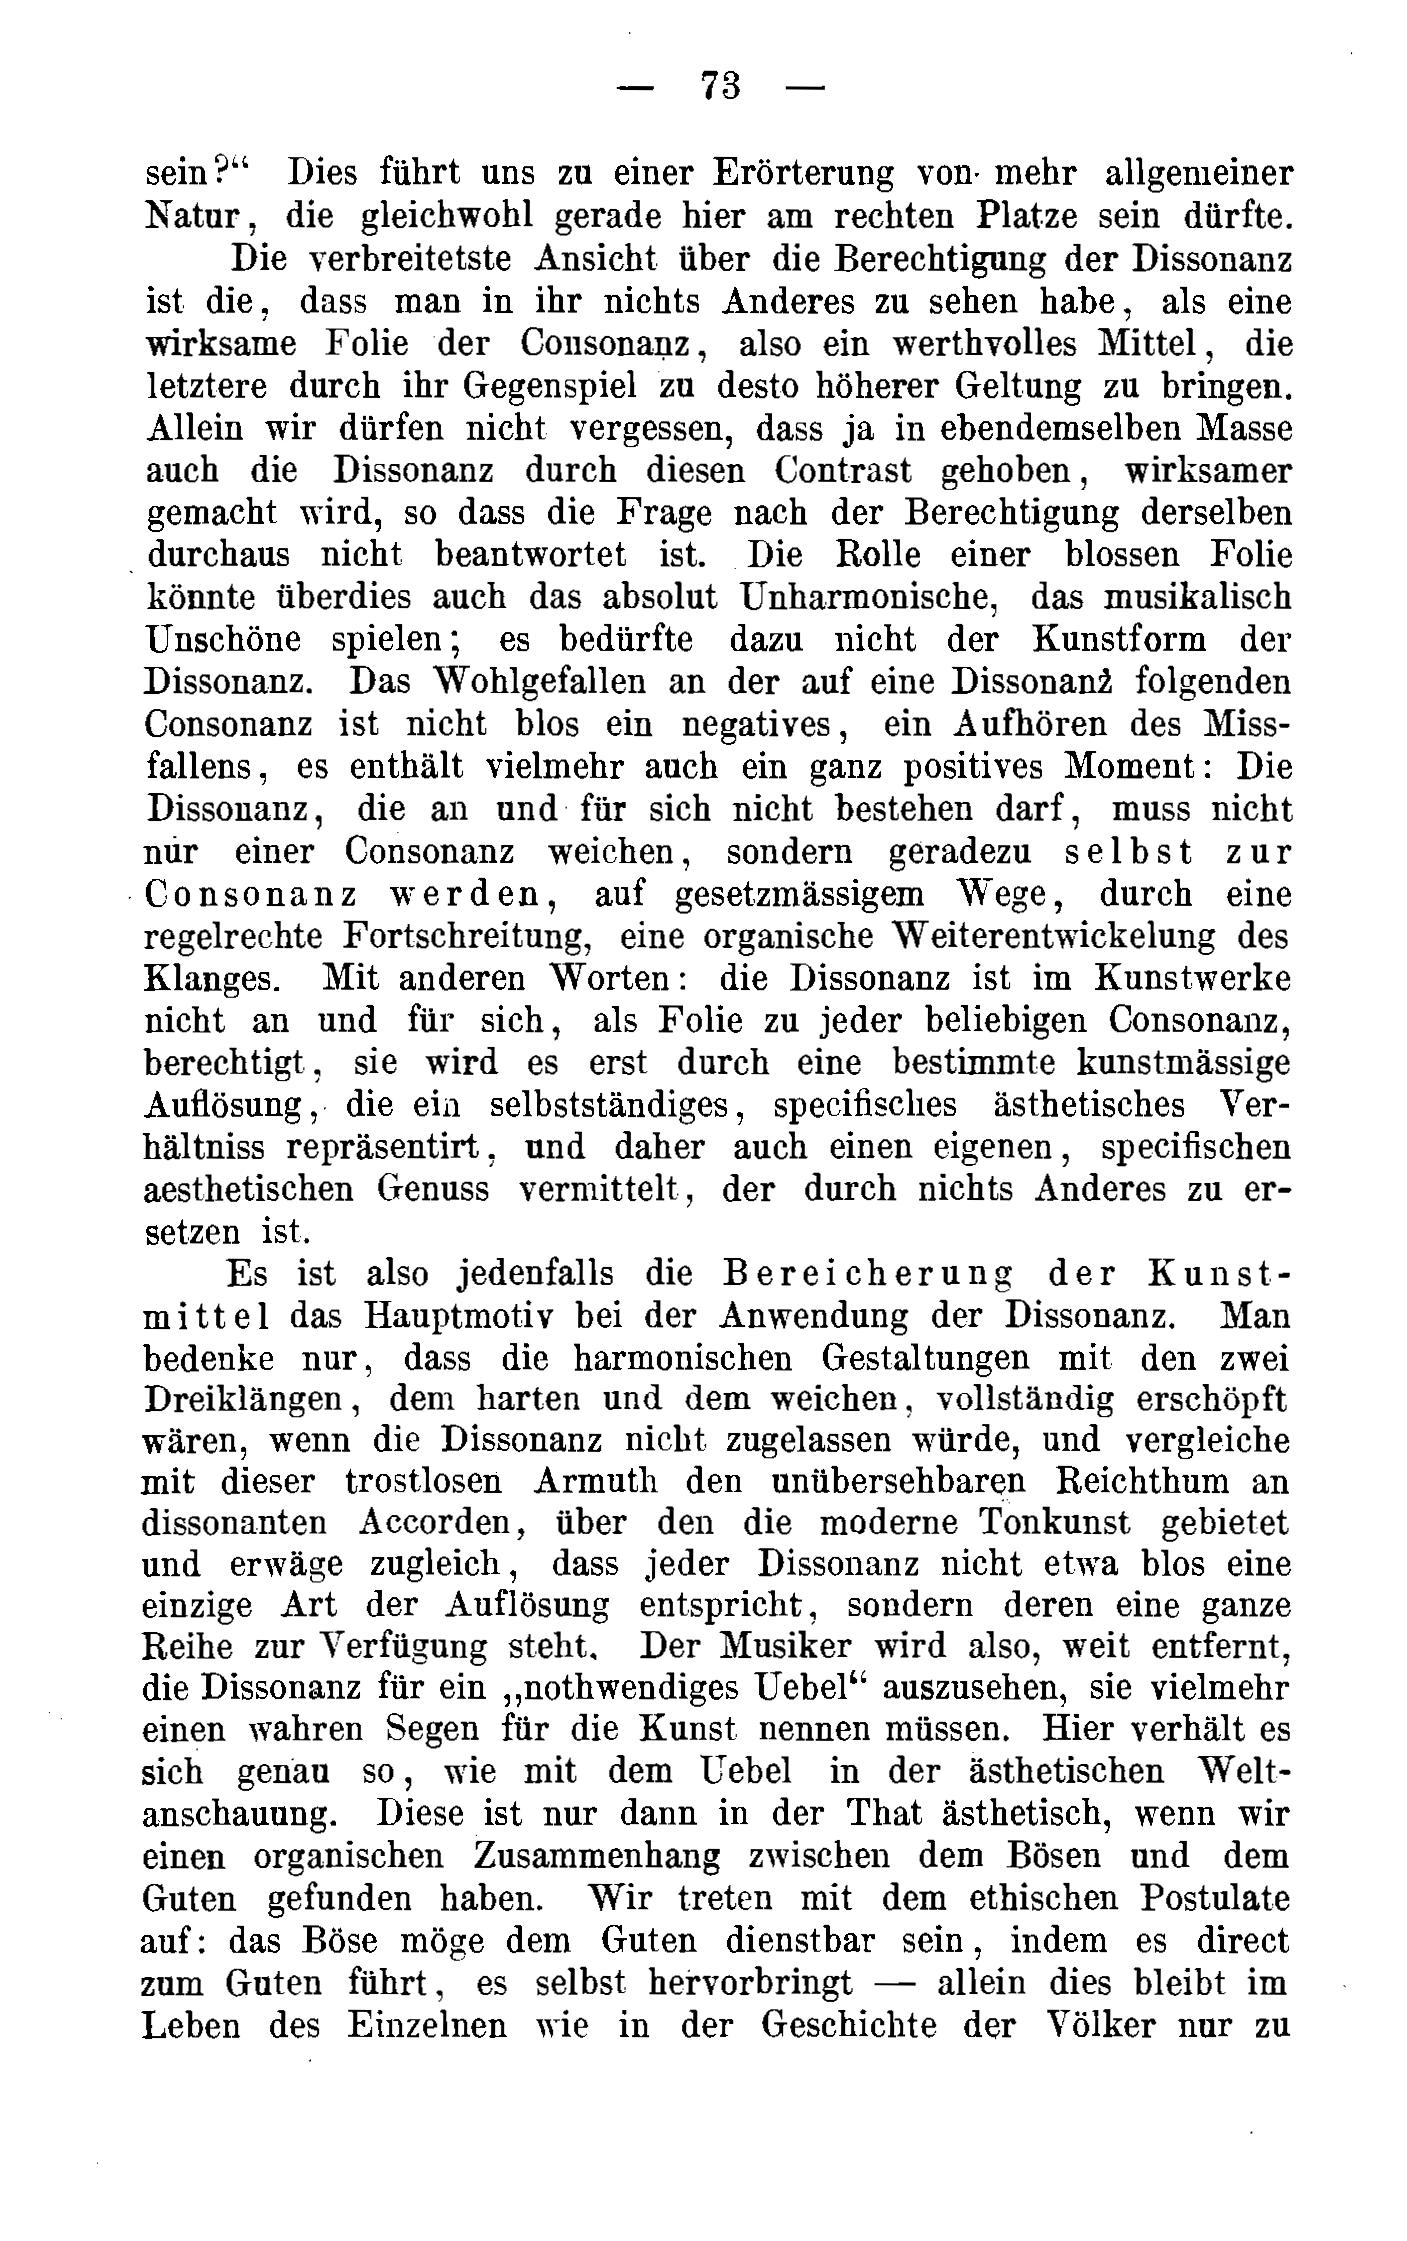 — 73 —
sein?“ Dies führt uns zu einer Erörterung von mehr allgemeiner
Natur, die gleichwohl gerade hier am rechten Platze sein dürfte.
Die verbreitetste Ansicht über die Berechtigung der Dissonanz
ist die, dass man in ihr nichts Anderes zu sehen habe, als eine
wirksame Folie der Consonanz, also ein werthvolles Mittel, die
letztere durch ihr Gegenspiel zu desto höherer Geltung zu bringen.
Allein wir dürfen nicht vergessen, dass ja in ebendemselben Masse
auch die Dissonanz durch diesen Contrast gehoben, wirksamer
gemacht wird, so dass die Frage nach der Berechtigung derselben
durchaus nicht beantwortet ist. Die Rolle einer blossen Folie
könnte überdies auch das absolut Unharmonische, das musikalisch
Unschöne spielen; es bedürfte dazu nicht der Kunstform der
Dissonanz. Das Wohlgefallen an der auf eine Dissonanz folgenden
Consonanz ist nicht blos ein negatives, ein Aufhören des Miss-
fallens, es enthält vielmehr auch ein ganz positives Moment: Die
Dissonanz, die an und für sich nicht bestehen darf, muss nicht
nur einer Consonanz weichen, sondern geradezu selbst zur
Consonanz werden, auf gesetzmässigem Wege, durch eine
regelrechte Fortschreitung, eine organische Weiterentwickelung des
Klanges. Mit anderen Worten: die Dissonanz ist im Kunstwerke
nicht an und für sich, als Folie zu jeder beliebigen Consonanz,
berechtigt, sie wird es erst durch eine bestimmte kunstmässige
Auflösung, die ein selbstständiges, specifisches ästhetisches Ver-
hältniss repräsentirt, und daher auch einen eigenen, specifischen
aesthetischen Genuss vermittelt, der durch nichts Anderes zu er-
setzen ist.
Es ist also jedenfalls die Bereicherung der Kunst-
mittel das Hauptmotiv bei der Anwendung der Dissonanz. Man
bedenke nur, dass die harmonischen Gestaltungen mit den zwei
Dreiklängen, dem harten und dem weichen, vollständig erschöpft
wären, wenn die Dissonanz nicht zugelassen würde, und vergleiche
mit dieser trostlosen Armuth den unübersehbaren Reichthum an
dissonanten Accorden, über den die moderne Tonkunst gebietet
und erwäge zugleich, dass jeder Dissonanz nicht etwa blos eine
einzige Art der Auflösung entspricht, sondern deren eine ganze
Reihe zur Verfügung steht. Der Musiker wird also, weit entfernt,
die Dissonanz für ein „nothwendiges Uebel“ auszusehen, sie vielmehr
einen wahren Segen für die Kunst nennen müssen. Hier verhält es
sich genau so, wie mit dem Uebel in der ästhetischen Welt-
anschauung. Diese ist nur dann in der That ästhetisch, wenn wir
einen organischen Zusammenhang zwischen dem Bösen und dem
Guten gefunden haben. Wir treten mit dem ethischen Postulate
auf: das Böse möge dem Guten dienstbar sein, indem es direct
zum Guten führt, es selbst hervorbringt — allein dies bleibt im
Leben des Einzelnen wie in der Geschichte der Völker nur zu